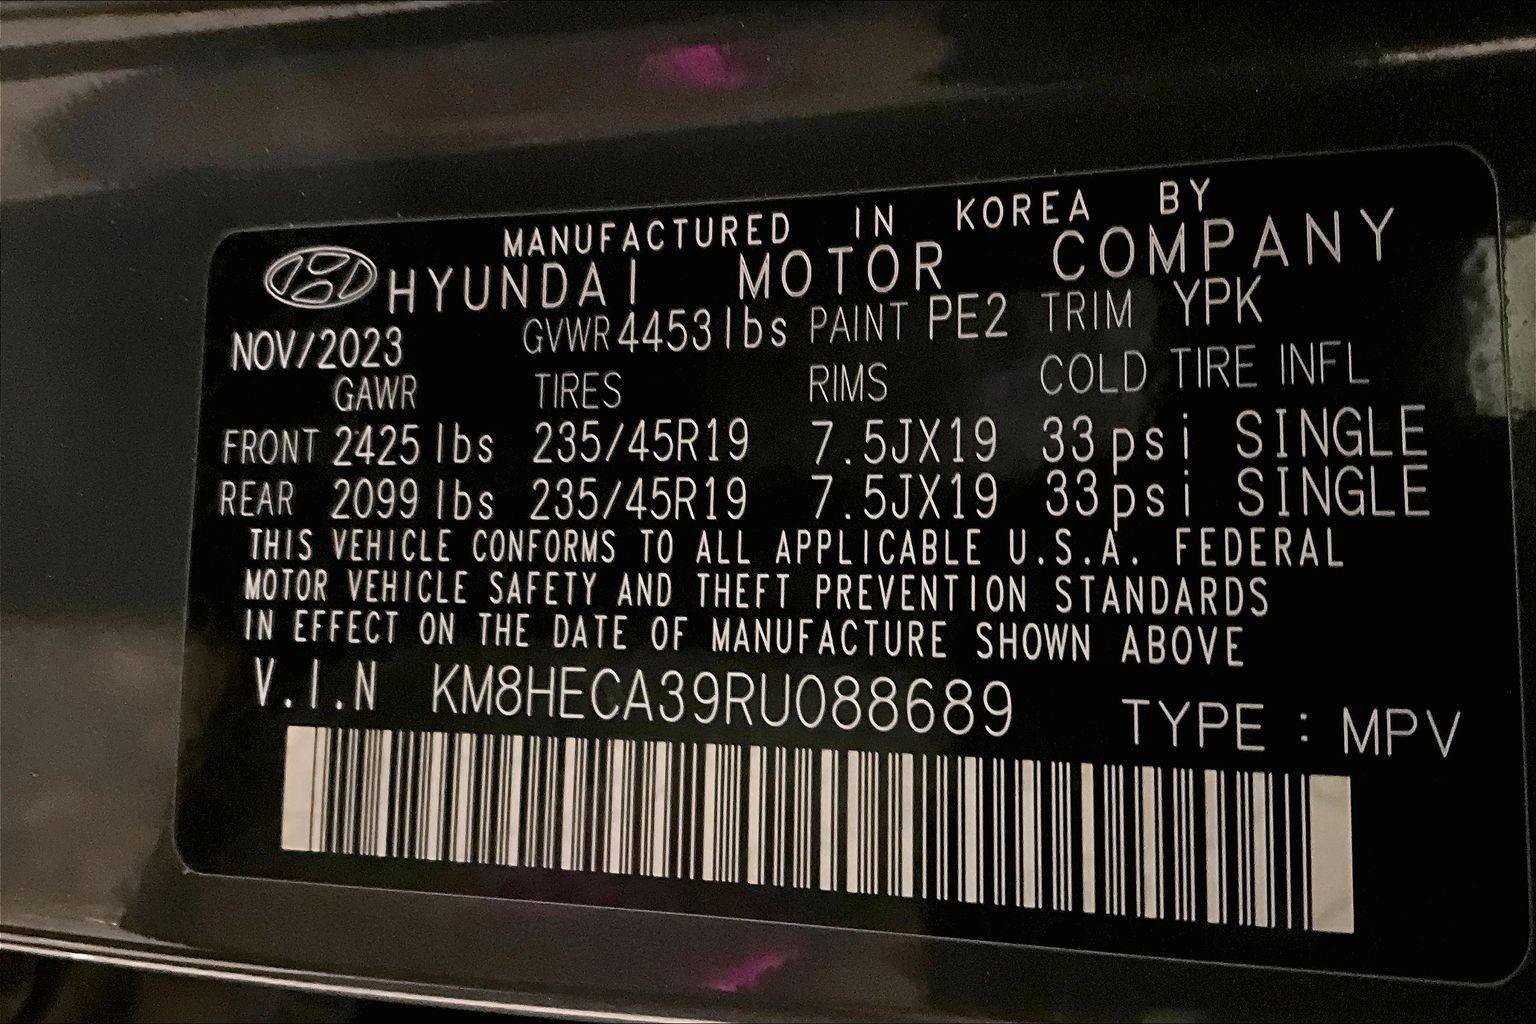 MANUFACTURED IN KOREA BY
HYUNDAI MOTOR COMPANY
NOV/2023 GVWR 4453 lbs PAINT PE2 TRIM YPK
GAWR TIRES RIMS COLD TIRE INFL
FRONT 2425 lbs 235/45R19 7.5JX19 33psi SINGLE
REAR 2099 lbs 235/45R19 7.5JX19 33psi SINGLE
THIS VEHICLE CONFORMS TO ALL APPLICABLE U.S.A. FEDERAL
MOTOR VEHICLE SAFETY AND THEFT PREVENTION STANDARDS
IN EFFECT ON THE DATE OF MANUFACTURE SHOWN ABOVE
V.I.N KM8HECA39RU088689 TYPE : MPV